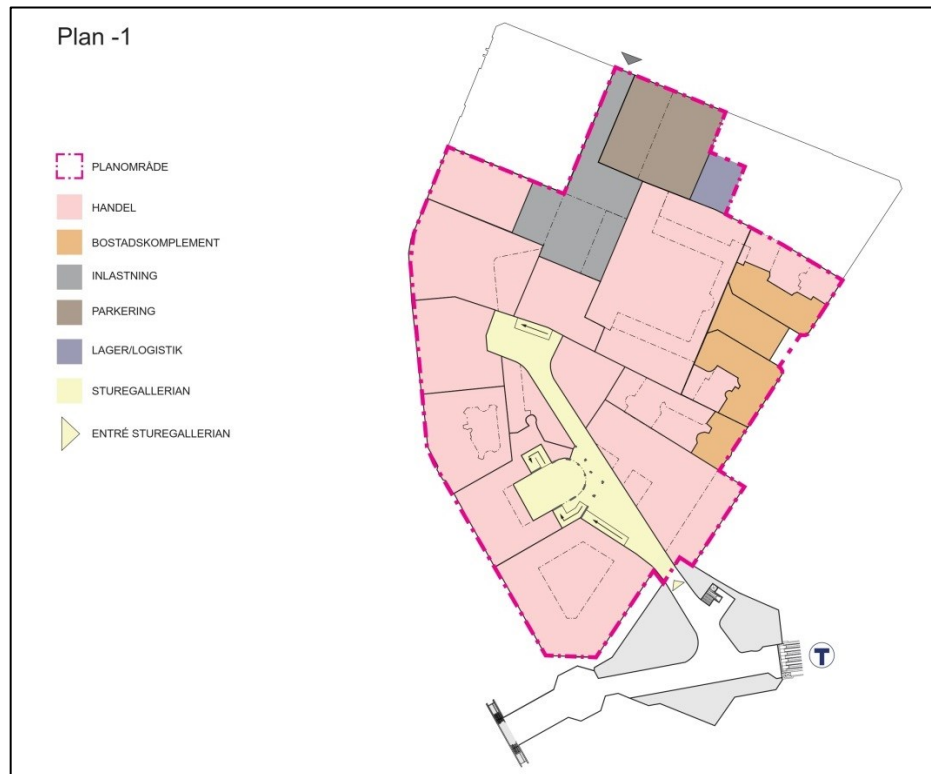 Plan -1
PLANOMRÅDE
HANDEL
BOSTADSKOMPLEMENT
INLASTNING
PARKERING
LAGER/LOGISTIK
STUREGALLERIAN
ENTRÉ STUREGALLERIAN
T